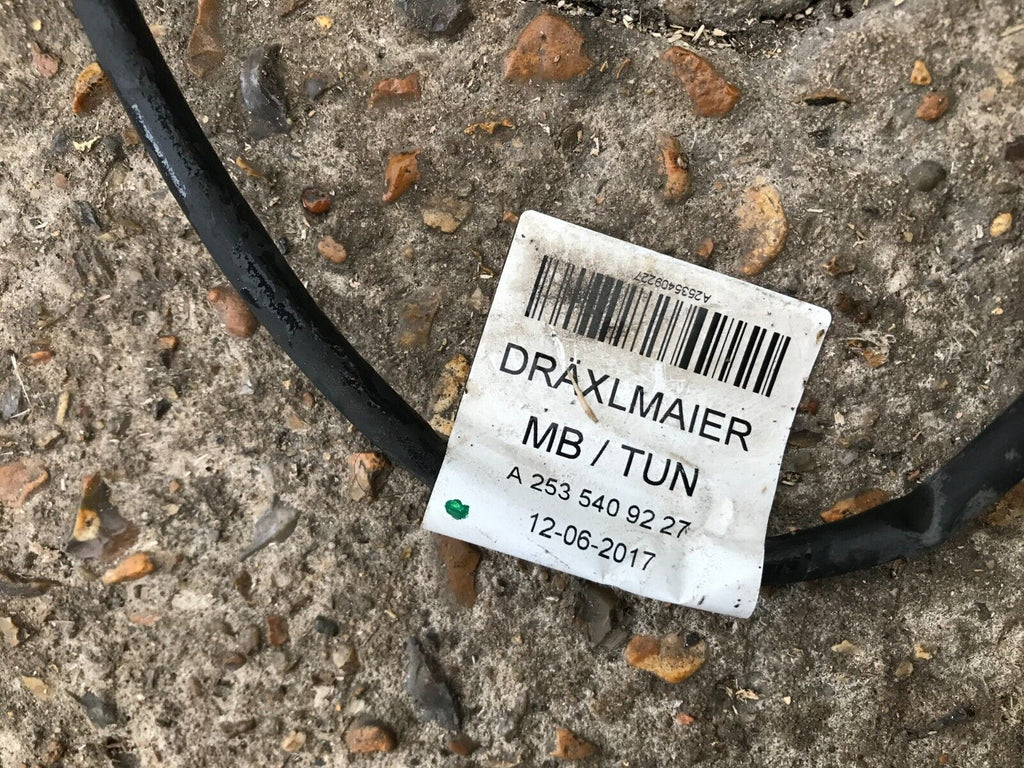 A2535409227
DRÄXLMAIER
MB / TUN
A 253 540 92 27
12-06-2017